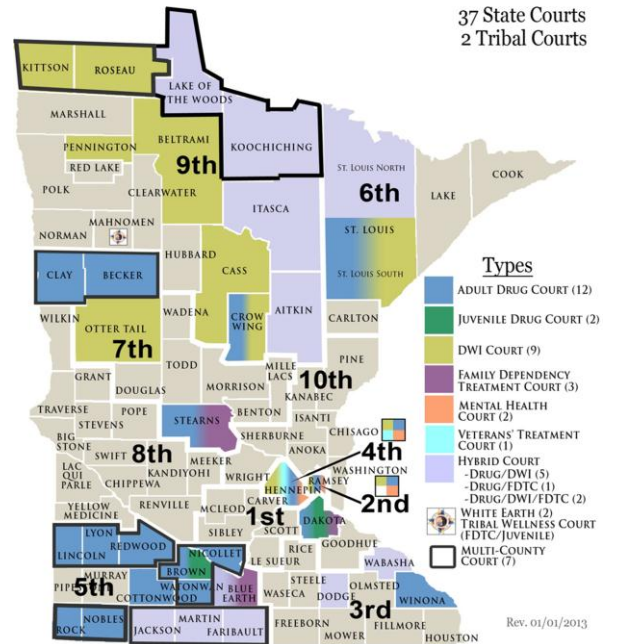 37 State Courts
2 Tribal Courts
KITTSON
ROSEAU
LAKE OF
THE WOODS
MARSHALL
BELTRAMI
KOOCHICHING
PENNINGTON
RED LAKE
9th
POLK
CLEARWATER
ST. LOUIS NORTH
6th
LAKE
COOK
ITASCA
MAHNOMEN
NORMAN
ST. LOUIS
HUBBARD
CASS
CLAY
BECKER
ST. LOUIS SOUTH
Types
ADULT DRUG COURT (12)
JUVENILE DRUG COURT (2)
DWI COURT (9)
FAMILY DEPENDENCY
TREATMENT COURT (3)
MENTAL HEALTH
COURT (2)
VETERANS' TREATMENT
COURT (1)
HYBRID COURT
-DRUG/DWI (5)
-DRUG/FDTC (1)
-DRUG/DWI/FDTC (2)
WHITE EARTH (2)
TRIBAL WELLNESS COURT
(FDTC/JUVENILE)
MULTI-COUNTY
COURT (7)
WILKIN
OTTER TAIL
WADENA
CROW
WING
AITKIN
CARLTON
7th
TODD
MILLE
LACS
PINE
GRANT
DOUGLAS
MORRISON
10th
KANABEC
TRAVERSE
STEVENS
POPE
STEARNS
BENTON
ISANTI
BIG
STONE
SWIFT
8th
SHERBURNE
CHISAGO
ANOKA
4th
LAC
QUI
PARLE
CHIPPEWA
KANDIYOHI
MEEKER
WRIGHT
HENNEPIN
WASHINGTON
RAMSEY
2nd
YELLOW
MEDICINE
RENVILLE
MCLEOD
CARVER
1st
SCOTT
DAKOTA
LYON
LINCOLN
REDWOOD
SIBLEY
NICOLLET
LE SUEUR
RICE
GOODHUE
BROWN
WABASHA
5th
MURRAY
COTTONWOOD
WATONWAN
BLUE
EARTH
WASECA
STEELE
DODGE
OLMSTED
WINONA
3rd
ROCK
NOBLES
JACKSON
MARTIN
FARIBAULT
FREEBORN
MOWER
FILLMORE
HOUSTON
Rev. 01/01/2013